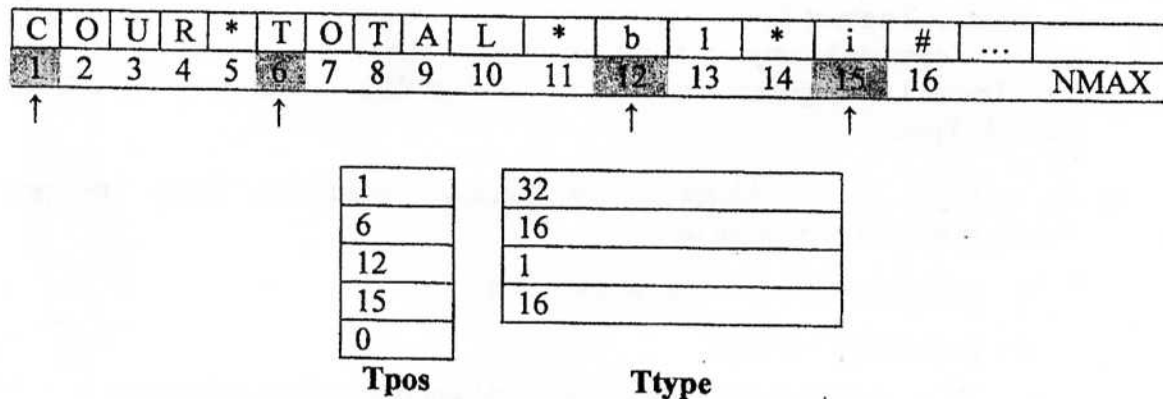 C O U R * T O T A L * b 1 * i # ...
1 2 3 4 5 6 7 8 9 10 11 12 13 14 15 16 NMAX
↑ ↑ ↑ ↑
1 32
6 16
12 1
15 16
0
Tpos Ttype